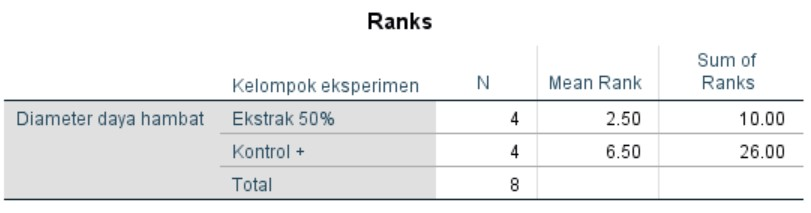 Ranks
Kelompok eksperimen N Mean Rank Sum of Ranks
Diameter daya hambat Ekstrak 50% 4 2.50 10.00
Kontrol + 4 6.50 26.00
Total 8